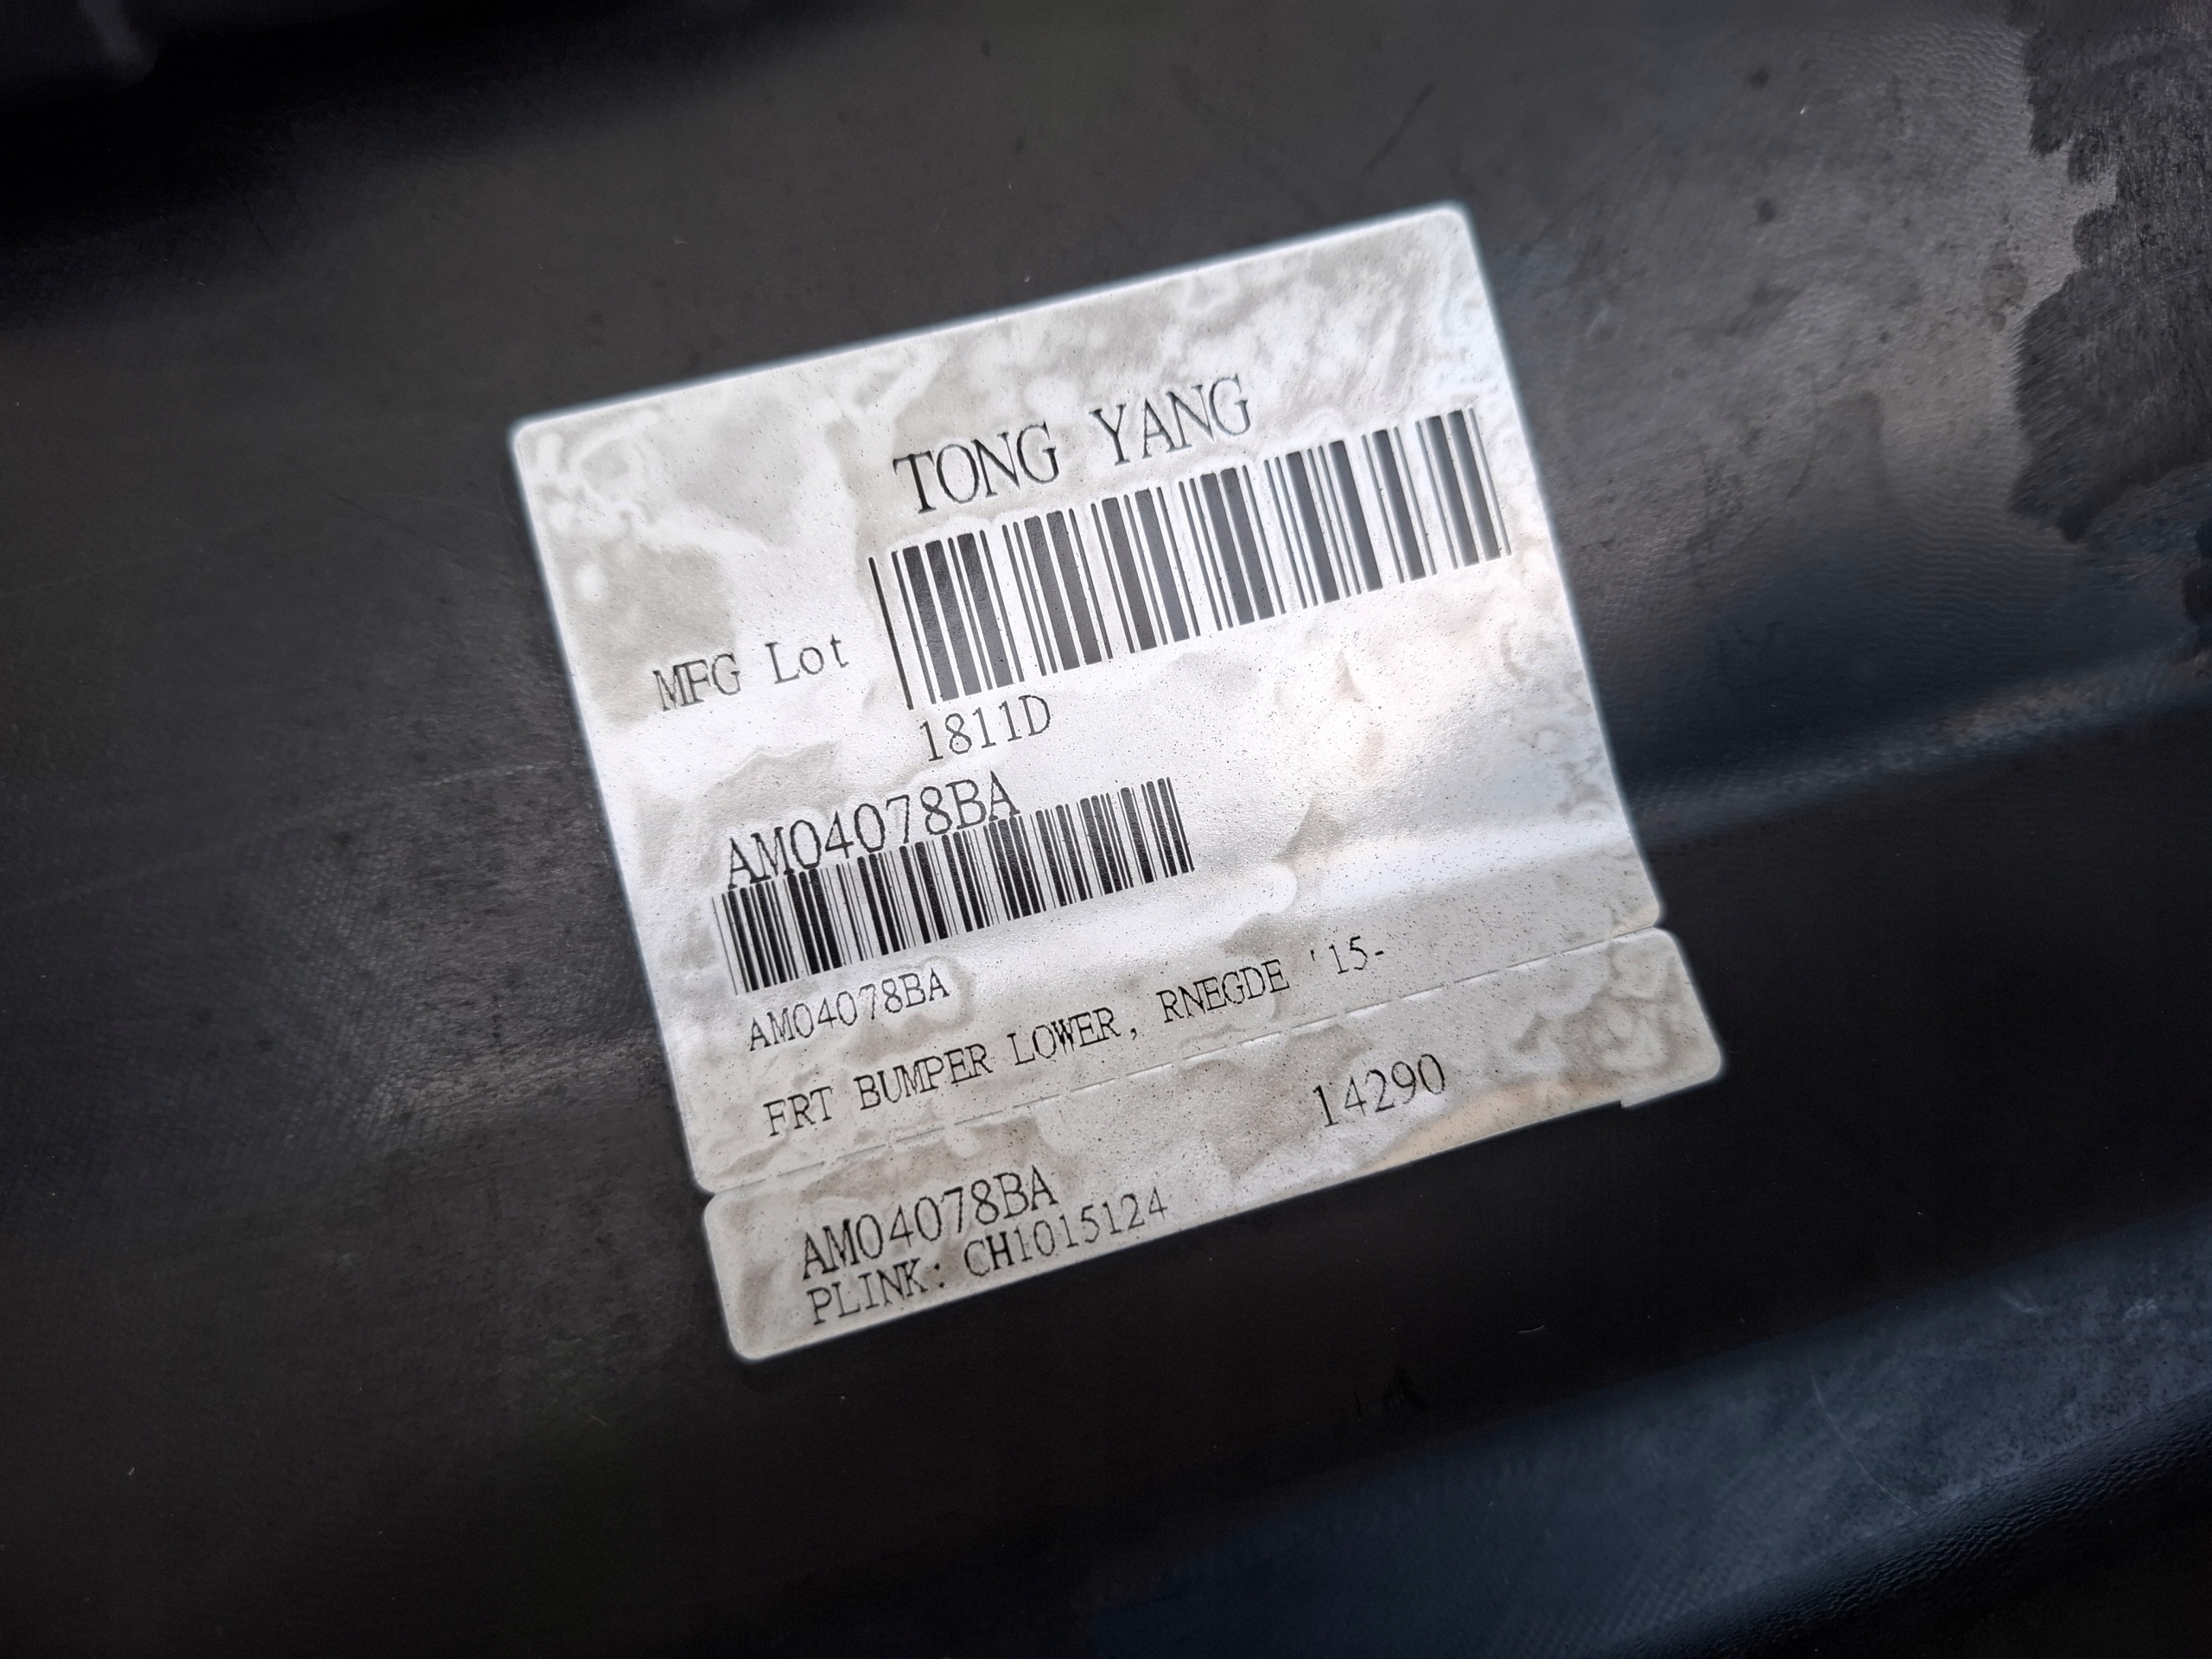 TONG YANG
MFG Lot
1811D
AM04078BA
AM04078BA
FRT BUMPER LOWER, RNEGDE '15-
14290
AM04078BA
PLINK: CH1015124